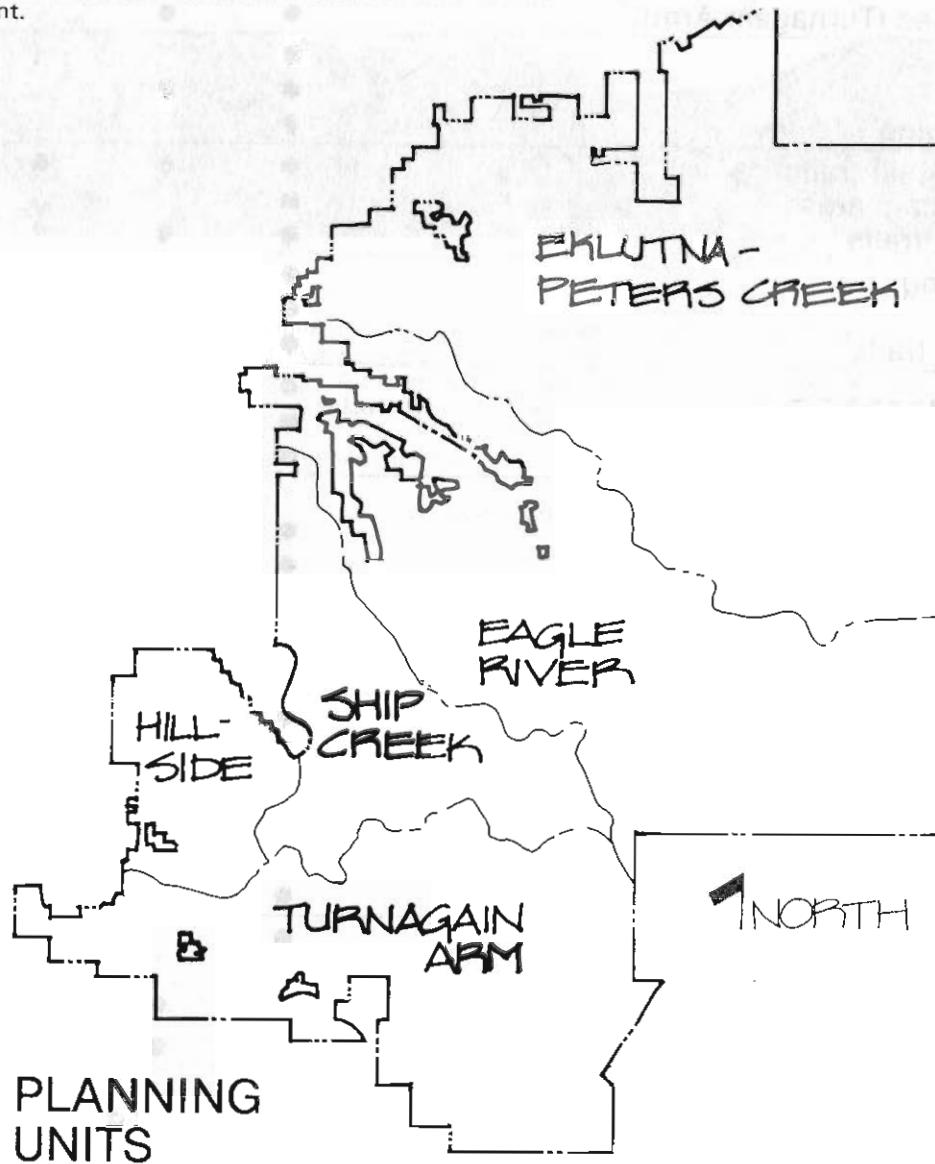 nt.
EKLUTNA-
PETERS CREEK
EAGLE
RIVER
SHIP
CREEK
HILL-
SIDE
TURNAGAIN
ARM
NORTH
PLANNING
UNITS